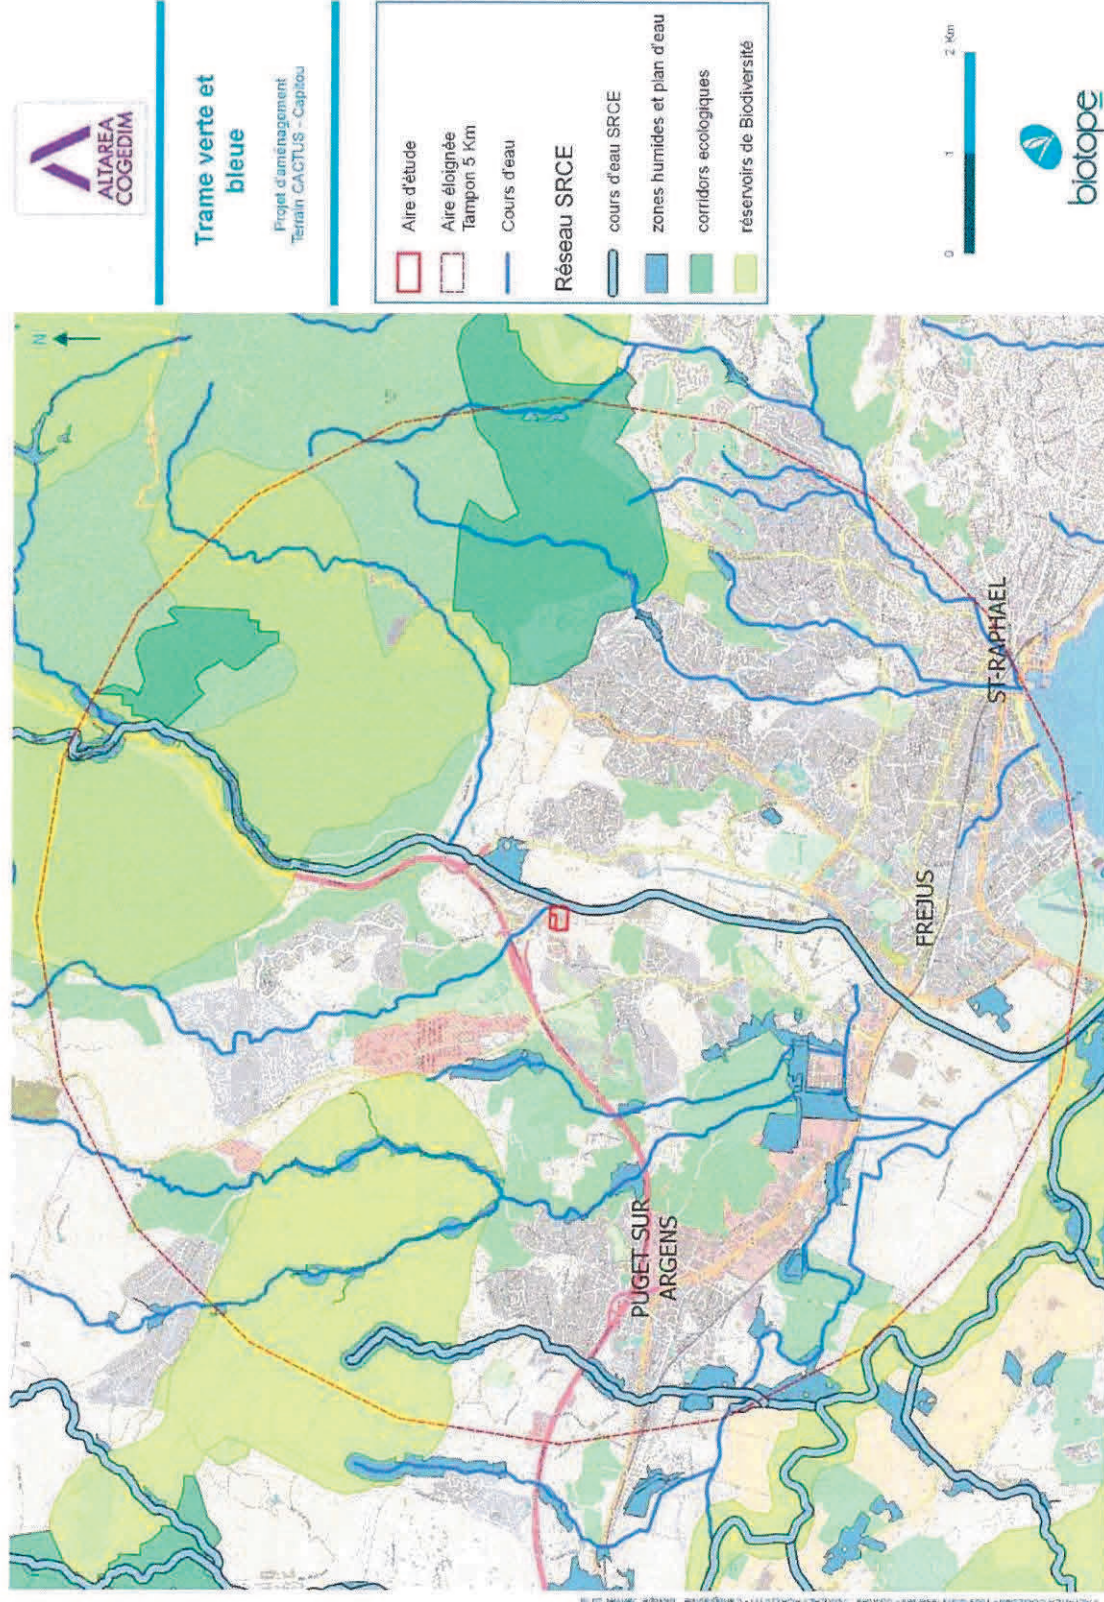 ALTAREA
COGEDIM
Trame verte et
bleue
Projet d'aménagement
Terrain CACTUS - Capitou
Aire d'étude
Aire éloignée
Tampon 5 Km
Cours d'eau
Réseau SRCE
cours d'eau SRCE
zones humides et plan d'eau
corridors ecologiques
réservoirs de Biodiversité
0 1 2 Km
biotope
N
PUGET SUR
ARGENS
FREJUS
ST-RAPHAEL